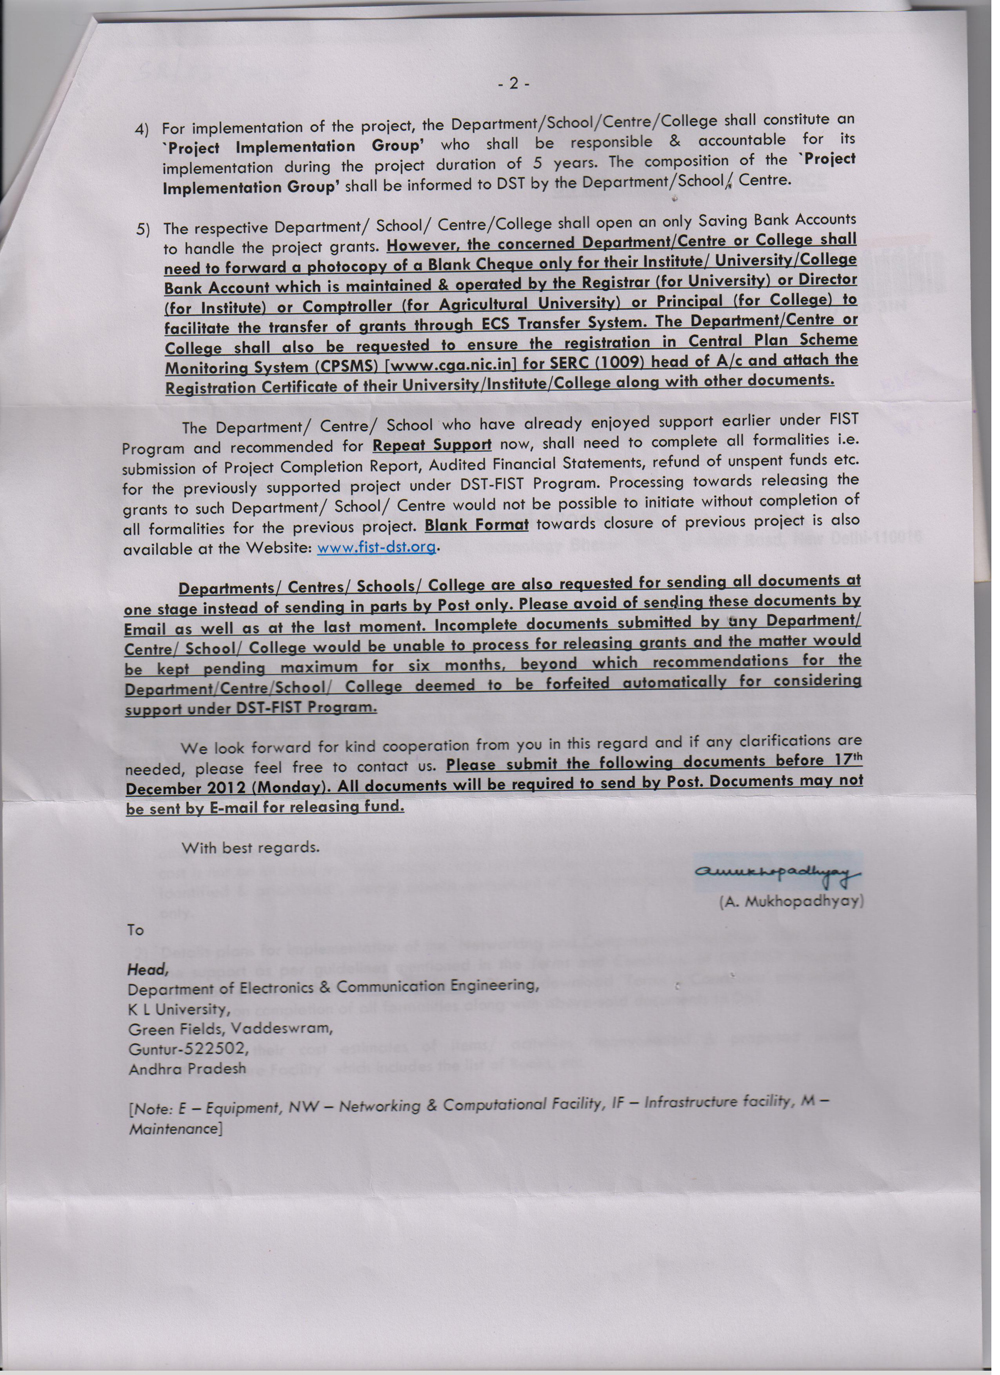 - 2 -
4) For implementation of the project, the Department/School/Centre/College shall constitute an
`Project Implementation Group' who shall be responsible & accountable for its
implementation during the project duration of 5 years. The composition of the `Project
Implementation Group' shall be informed to DST by the Department/School/ Centre.
5) The respective Department/ School/ Centre/College shall open an only Saving Bank Accounts
to handle the project grants. However, the concerned Department/Centre or College shall
need to forward a photocopy of a Blank Cheque only for their Institute/ University/College
Bank Account which is maintained & operated by the Registrar (for University) or Director
(for Institute) or Comptroller (for Agricultural University) or Principal (for College) to
facilitate the transfer of grants through ECS Transfer System. The Department/Centre or
College shall also be requested to ensure the registration in Central Plan Scheme
Monitoring System (CPSMS) [www.cga.nic.in] for SERC (1009) head of A/c and attach the
Registration Certificate of their University/Institute/College along with other documents.
The Department/ Centre/ School who have already enjoyed support earlier under FIST
Program and recommended for Repeat Support now, shall need to complete all formalities i.e.
submission of Project Completion Report, Audited Financial Statements, refund of unspent funds etc.
for the previously supported project under DST-FIST Program. Processing towards releasing the
grants to such Department/ School/ Centre would not be possible to initiate without completion of
all formalities for the previous project. Blank Format towards closure of previous project is also
available at the Website: www.fist-dst.org.
Departments/ Centres/ Schools/ College are also requested for sending all documents at
one stage instead of sending in parts by Post only. Please avoid of sending these documents by
Email as well as at the last moment. Incomplete documents submitted by any Department/
Centre/ School/ College would be unable to process for releasing grants and the matter would
be kept pending maximum for six months, beyond which recommendations for the
Department/Centre/School/ College deemed to be forfeited automatically for considering
support under DST-FIST Program.
We look forward for kind cooperation from you in this regard and if any clarifications are
needed, please feel free to contact us. Please submit the following documents before 17th
December 2012 (Monday). All documents will be required to send by Post. Documents may not
be sent by E-mail for releasing fund.
With best regards.
amukhopadhyay
(A. Mukhopadhyay)
To
Head,
Department of Electronics & Communication Engineering,
K L University,
Green Fields, Vaddeswram,
Guntur-522502,
Andhra Pradesh
[Note: E – Equipment, NW – Networking & Computational Facility, IF – Infrastructure facility, M –
Maintenance]